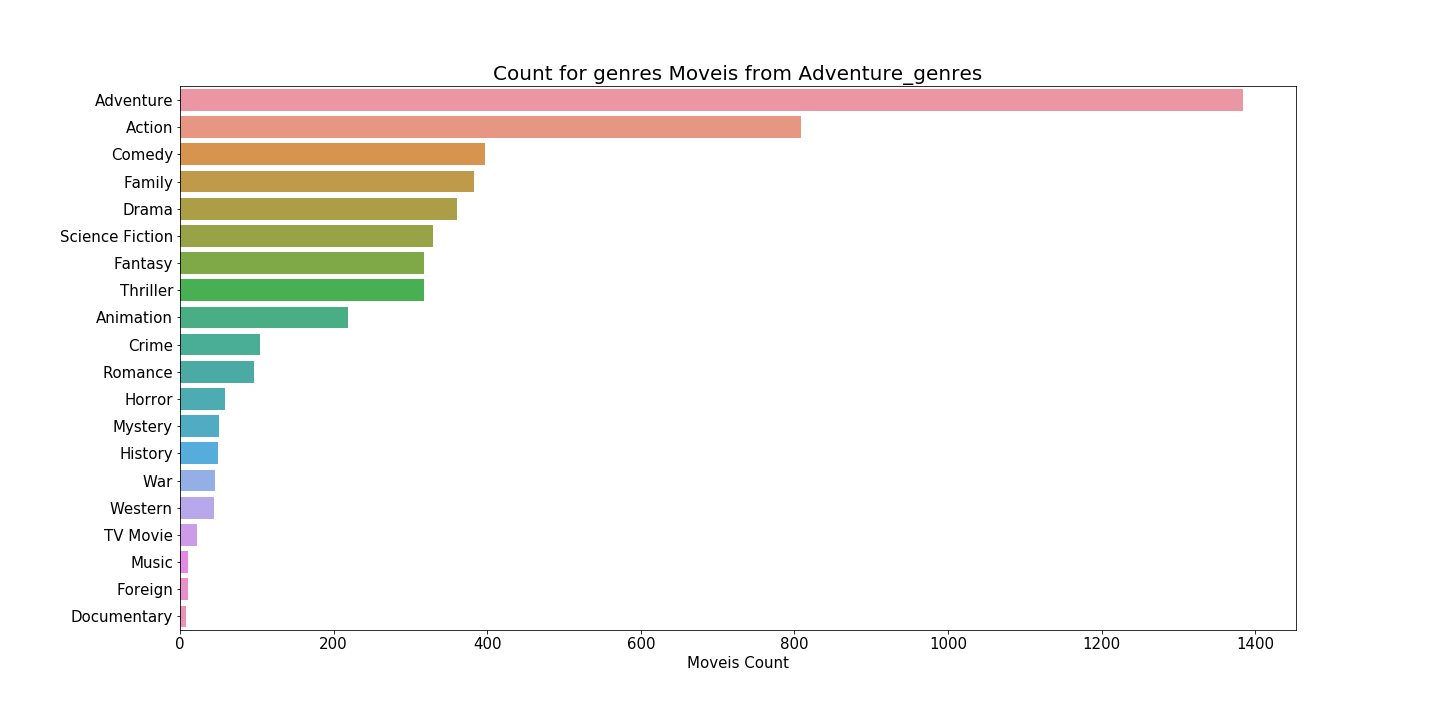 Count for genres Moveis from Adventure_genres
Adventure
Action
Comedy
Family
Drama
Science Fiction
Fantasy
Thriller
Animation
Crime
Romance
Horror
Mystery
History
War
Western
TV Movie
Music
Foreign
Documentary
0 200 400 600 800 1000 1200 1400
Moveis Count